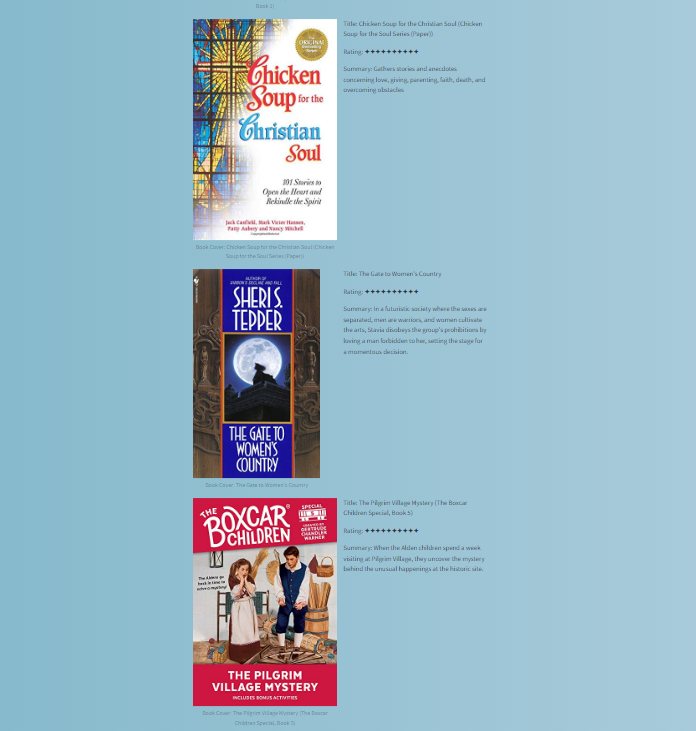 Book 1)
Title: Chicken Soup for the Christian Soul (Chicken
Soup for the Soul Series (Paper))
Rating: ✦✦✦✦✦✦✦✦✦✦
Summary: Gathers stories and anecdotes
concerning love, giving, parenting, faith, death, and
overcoming obstacles
The
ORIGINAL
Chicken
Soup for the
Christian
Soul
101 Stories to
Open the Heart and
Rekindle the Spirit
Jack Canfield, Mark Victor Hansen,
Patty Aubery and Nancy Mitchell
Book Cover: Chicken Soup for the Christian Soul (Chicken
Soup for the Soul Series (Paper))
Title: The Gate to Women's Country
Rating: ✦✦✦✦✦✦✦✦✦✦
Summary: In a futuristic society where the sexes are
separated, men are warriors, and women cultivate
the arts, Stavia disobeys the group's prohibitions by
loving a man forbidden to her, setting the stage for
a momentous decision.
AUTHOR OF
SHERI S.
TEPPER
THE GATE TO
WOMEN'S
COUNTRY
Book Cover: The Gate to Women's Country
Title: The Pilgrim Village Mystery (The Boxcar
Children Special, Book 5)
Rating: ✦✦✦✦✦✦✦✦✦✦
Summary: When the Alden children spend a week
visiting at Pilgrim Village, they uncover the mystery
behind the unusual happenings at the historic site.
THE
BOXCAR
CHILDREN
SPECIAL
CREATED BY
GERTRUDE
CHANDLER
WARNER
The Aldens go
back in time to
solve a mystery!
THE PILGRIM
VILLAGE MYSTERY
INCLUDES BONUS ACTIVITIES
Book Cover: The Pilgrim Village Mystery (The Boxcar
Children Special, Book 5)